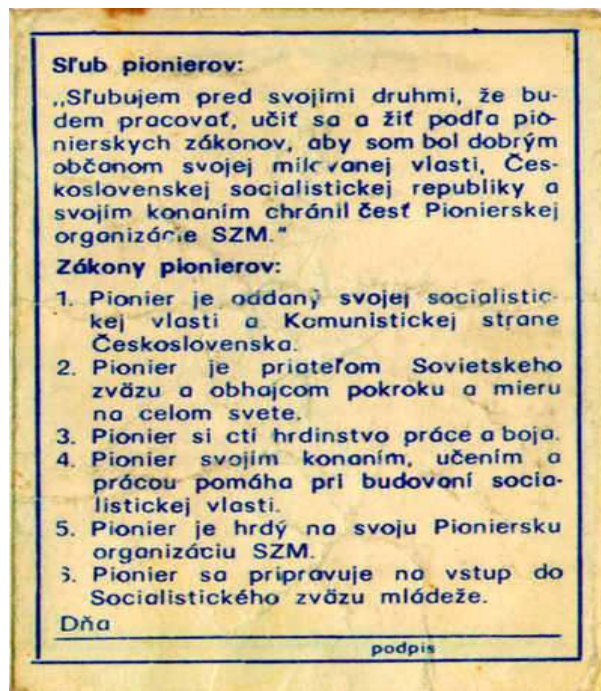 Sľub pionierov:
„Sľubujem pred svojimi druhmi, že bu-
dem pracovať, učiť sa a žiť podľa pio-
nierskych zákonov, aby som bol dobrým
občanom svojej milovanej vlasti, Čes-
koslovenskej socialistickej republiky a
svojím konaním chránil česť Pionierskej
organizácie SZM."
Zákony pionierov:
1. Pionier je oddaný svojej socialistic-
kej vlasti a Komunistickej strane
Československa.
2. Pionier je priateľom Sovietskeho
zväzu a obhajcom pokroku a mieru
na celom svete.
3. Pionier si ctí hrdinstvo práce a boja.
4. Pionier svojím konaním, učením a
prácou pomáha pri budovaní socia-
listickej vlasti.
5. Pionier je hrdý na svoju Pioniersku
organizáciu SZM.
6. Pionier sa pripravuje na vstup do
Socialistického zväzu mládeže.
Dňa
podpis